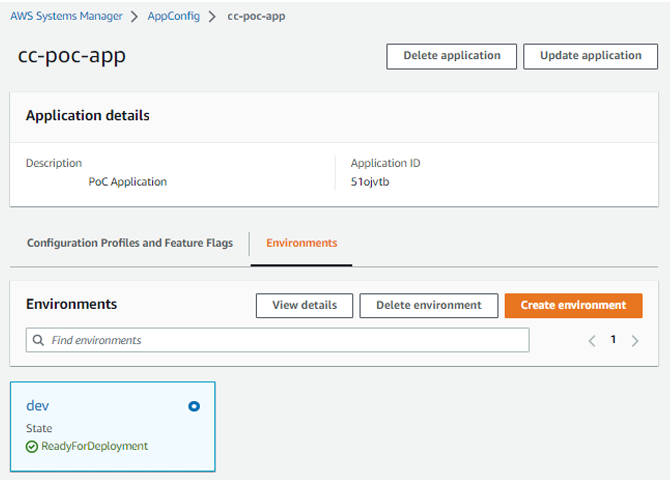 AWS Systems Manager > AppConfig > cc-poc-app
cc-poc-app
Delete application
Update application
Application details
Description
PoC Application
Application ID
51ojvtb
Configuration Profiles and Feature Flags
Environments
Environments
View details
Delete environment
Create environment
Find environments
1
dev
State
ReadyForDeployment